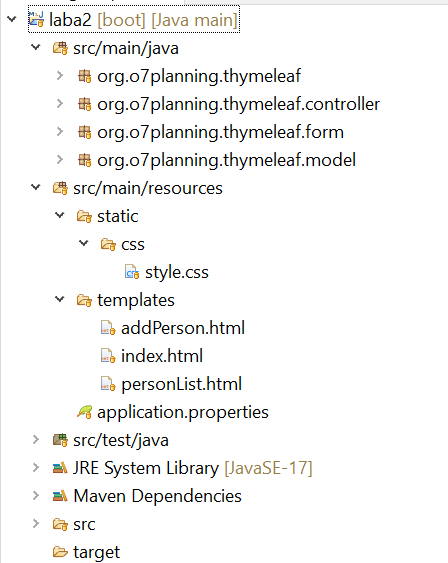 laba2 [boot] [Java main]
src/main/java
org.o7planning.thymeleaf
org.o7planning.thymeleaf.controller
org.o7planning.thymeleaf.form
org.o7planning.thymeleaf.model
src/main/resources
static
css
style.css
templates
addPerson.html
index.html
personList.html
application.properties
src/test/java
JRE System Library [JavaSE-17]
Maven Dependencies
src
target